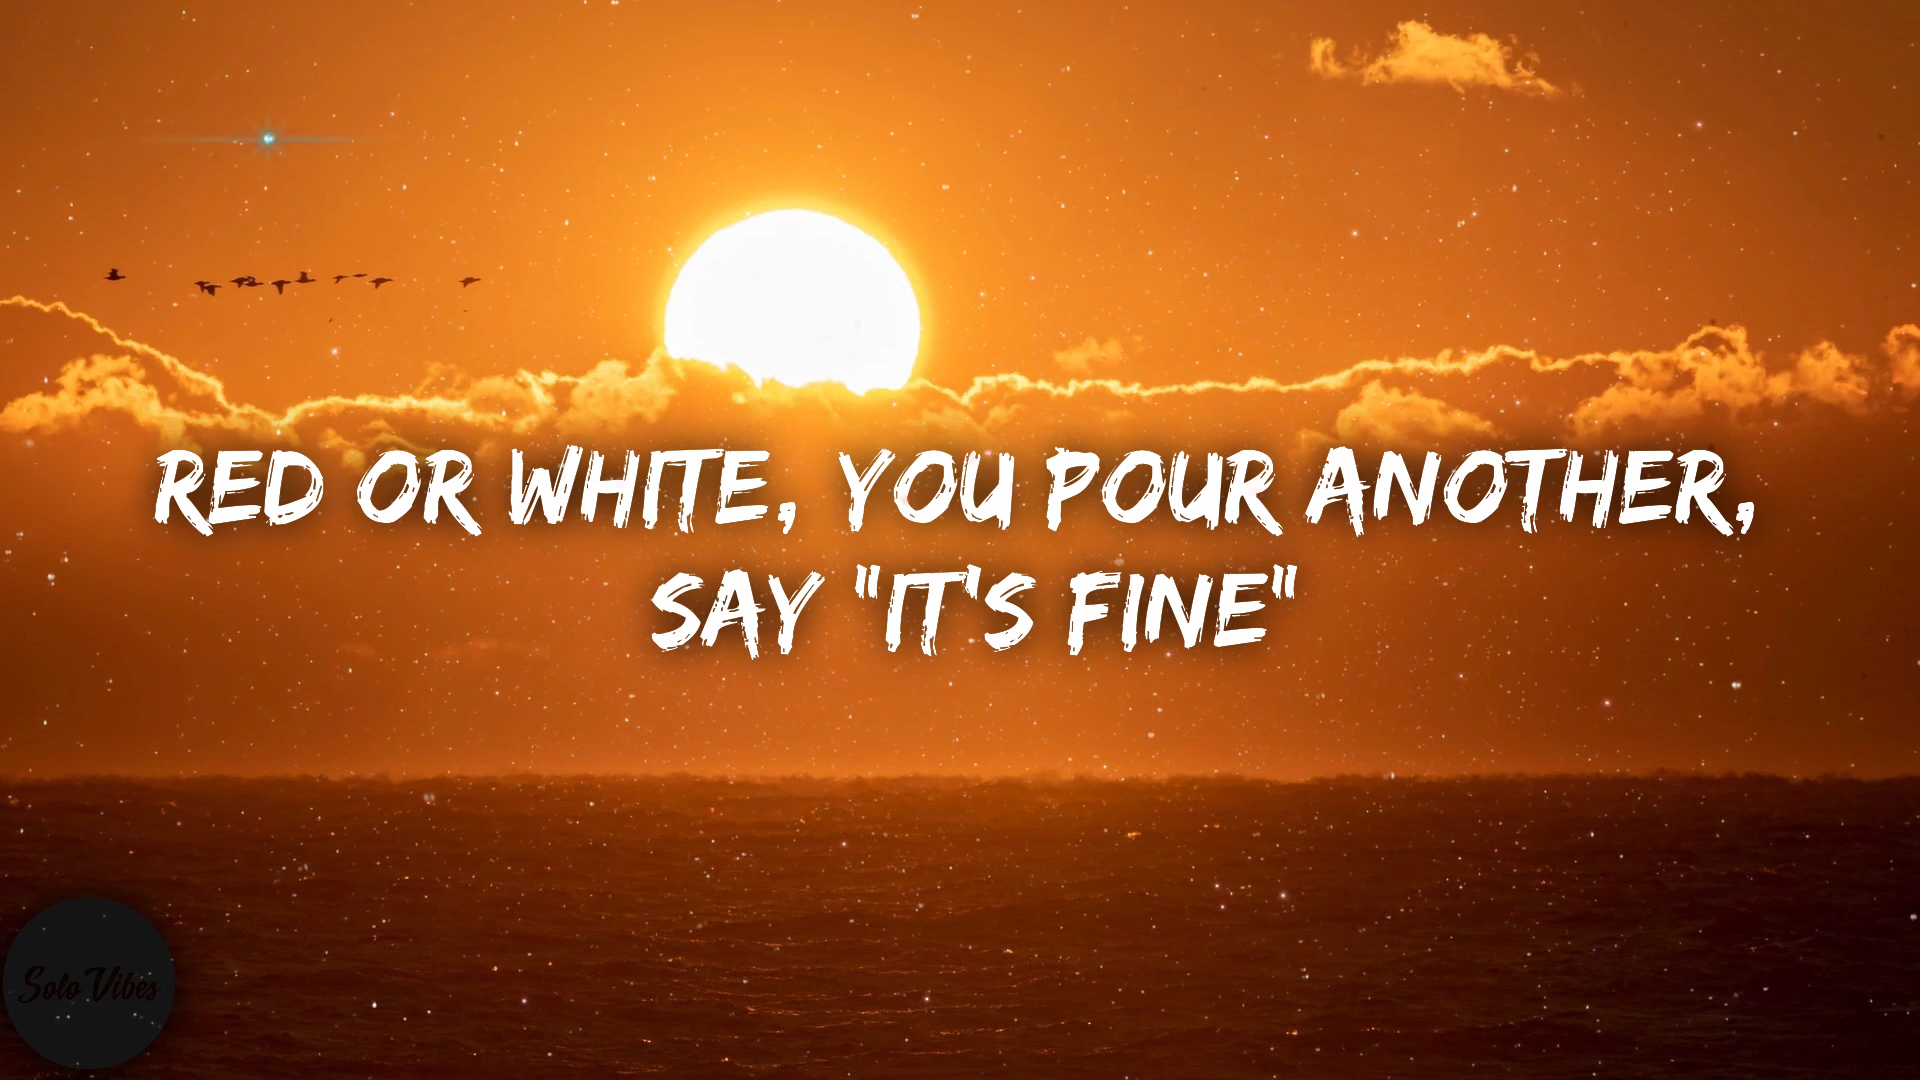 RED OR WHITE, YOU POUR ANOTHER,
SAY "IT'S FINE"
Solo Vibes